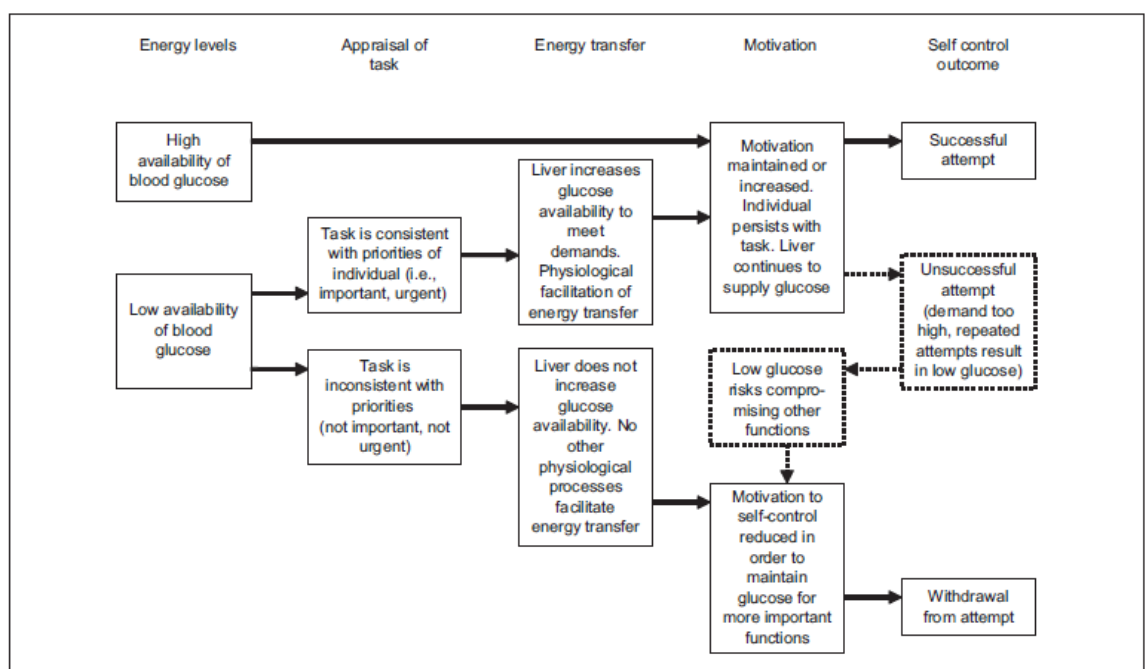 Energy levels
Appraisal of
task
Energy transfer
Motivation
Self control
outcome
High
availability of
blood glucose
Low availability
of blood
glucose
Task is consistent
with priorities of
individual (i.e.,
important, urgent)
Task is
inconsistent with
priorities
(not important, not
urgent)
Liver increases
glucose
availability to
meet
demands.
Physiological
facilitation of
energy transfer
Liver does not
increase
glucose
availability. No
other
physiological
processes
facilitate
energy transfer
Motivation
maintained or
increased.
Individual
persists with
task. Liver
continues to
supply glucose
Low glucose
risks compro-
mising other
functions
Motivation to
self-control
reduced in
order to
maintain
glucose for
more important
functions
Successful
attempt
Unsuccessful
attempt
(demand too
high, repeated
attempts result
in low glucose)
Withdrawal
from attempt